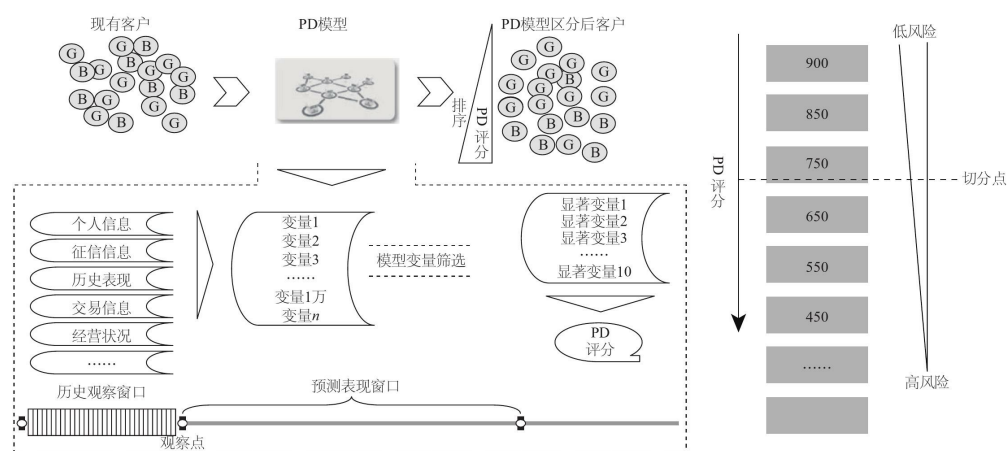 现有客户
PD模型
PD模型区分后客户
G B
G G
B G B G
G G G
B B
B G
G B G
排序
PD评分
G
G G
G G B G
G G G
G G G G
B B B B
B G B
个人信息
征信信息
历史表现
交易信息
经营状况
……
变量1
变量2
变量3
……
变量1万
变量n
模型变量筛选
显著变量1
显著变量2
显著变量3
……
显著变量10
PD
评分
历史观察窗口
预测表现窗口
观察点
PD评分
900
850
750
650
550
450
……
低风险
切分点
高风险